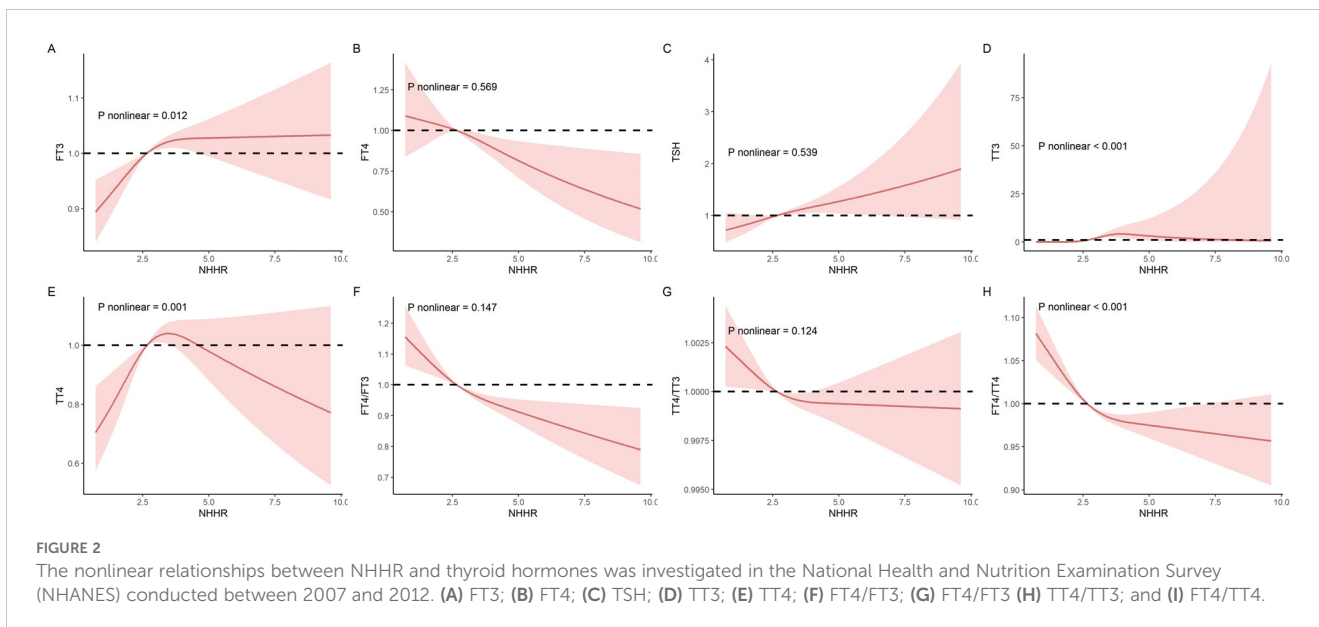 A
P nonlinear = 0.012
1.1
1.0
0.9
FT3
2.5
5.0
7.5
10.0
NHHR
B
P nonlinear = 0.569
1.25
1.00
0.75
0.50
FT4
2.5
5.0
7.5
10.0
NHHR
C
P nonlinear = 0.539
4
3
2
1
TSH
2.5
5.0
7.5
10.0
NHHR
D
P nonlinear < 0.001
75
50
25
0
TT3
2.5
5.0
7.5
10.0
NHHR
E
P nonlinear = 0.001
1.0
0.8
0.6
TT4
2.5
5.0
7.5
10.0
NHHR
F
P nonlinear = 0.147
1.2
1.1
1.0
0.9
0.8
0.7
FT4/FT3
2.5
5.0
7.5
10.0
NHHR
G
P nonlinear = 0.124
1.0025
1.0000
0.9975
0.9950
TT4/TT3
2.5
5.0
7.5
10.0
NHHR
H
P nonlinear < 0.001
1.10
1.05
1.00
0.95
0.90
FT4/TT4
2.5
5.0
7.5
10.0
NHHR
FIGURE 2
The nonlinear relationships between NHHR and thyroid hormones was investigated in the National Health and Nutrition Examination Survey
(NHANES) conducted between 2007 and 2012. (A) FT3; (B) FT4; (C) TSH; (D) TT3; (E) TT4; (F) FT4/FT3; (G) FT4/FT3 (H) TT4/TT3; and (I) FT4/TT4.